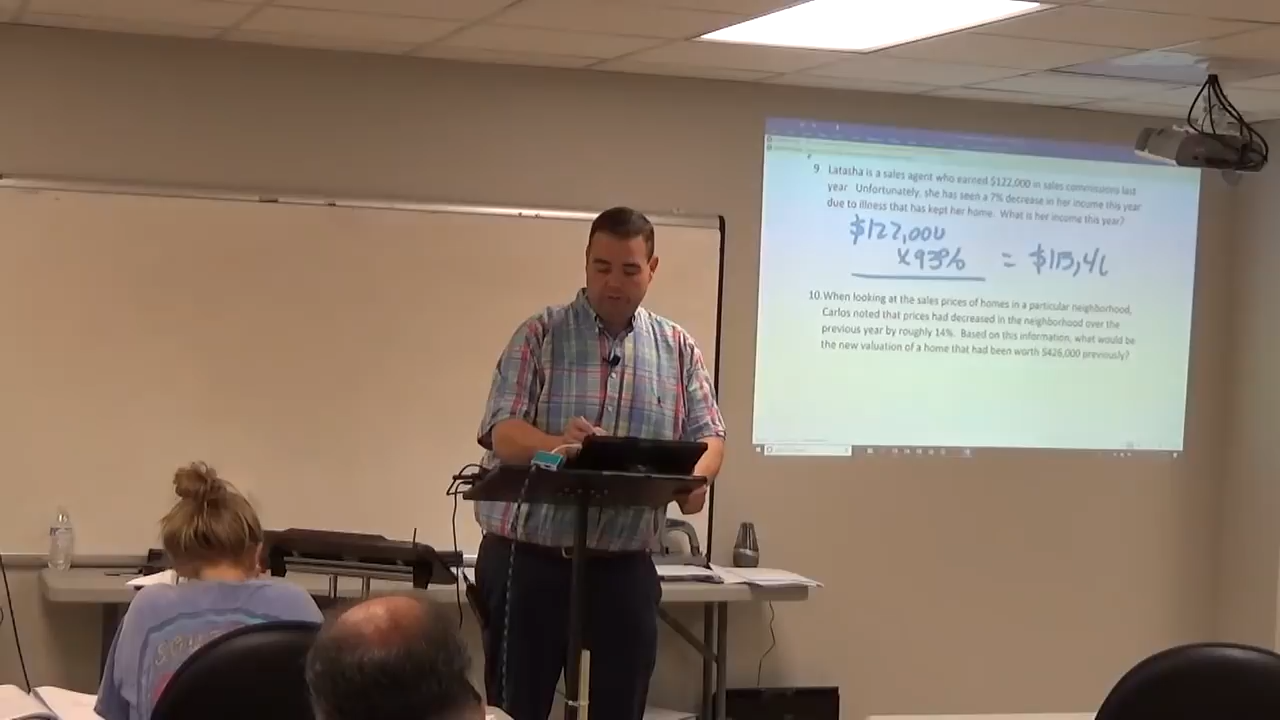 9 Latasha is a sales agent who earned $122,000 in sales commissions last
year. Unfortunately, she has seen a 7% decrease in her income this year
due to illness that has kept her home. What is her income this year?
$122,000
x93% = $113,46
10. When looking at the sales prices of homes in a particular neighborhood,
Carlos noted that prices had decreased in the neighborhood over the
previous year by roughly 14%. Based on this information, what would be
the new valuation of a home that had been worth $426,000 previously?